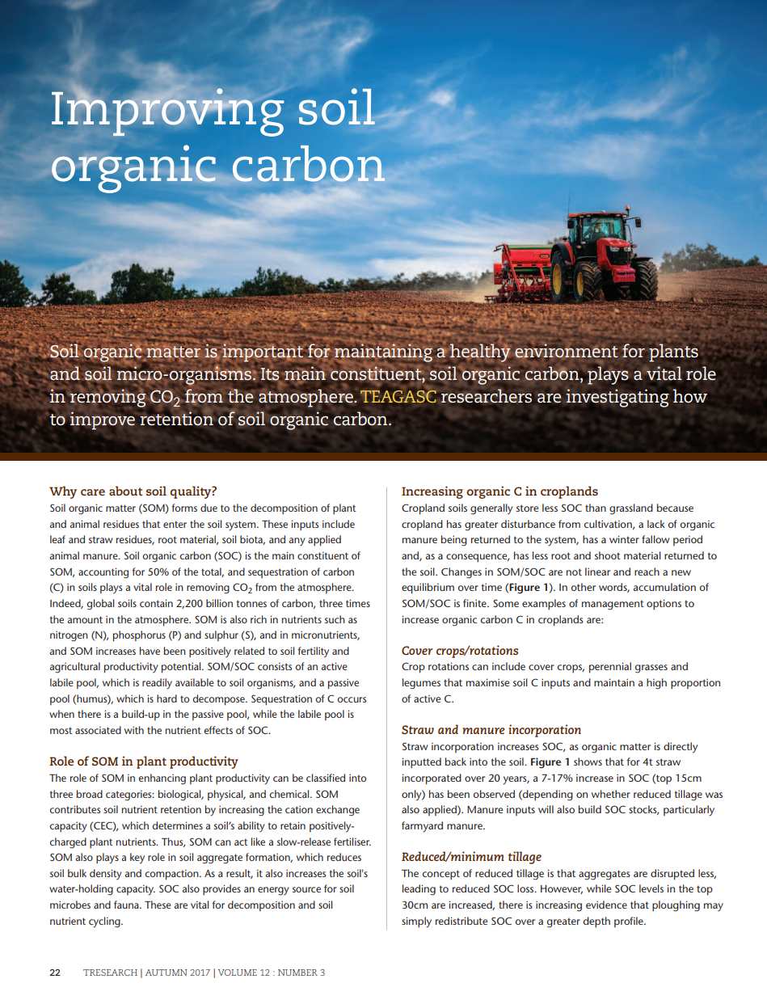 Improving soil
organic carbon
Soil organic matter is important for maintaining a healthy environment for plants
and soil micro-organisms. Its main constituent, soil organic carbon, plays a vital role
in removing CO₂ from the atmosphere. TEAGASC researchers are investigating how
to improve retention of soil organic carbon.
Why care about soil quality?
Soil organic matter (SOM) forms due to the decomposition of plant
and animal residues that enter the soil system. These inputs include
leaf and straw residues, root material, soil biota, and any applied
animal manure. Soil organic carbon (SOC) is the main constituent of
SOM, accounting for 50% of the total, and sequestration of carbon
(C) in soils plays a vital role in removing CO₂ from the atmosphere.
Indeed, global soils contain 2,200 billion tonnes of carbon, three times
the amount in the atmosphere. SOM is also rich in nutrients such as
nitrogen (N), phosphorus (P) and sulphur (S), and in micronutrients,
and SOM increases have been positively related to soil fertility and
agricultural productivity potential. SOM/SOC consists of an active
labile pool, which is readily available to soil organisms, and a passive
pool (humus), which is hard to decompose. Sequestration of C occurs
when there is a build-up in the passive pool, while the labile pool is
most associated with the nutrient effects of SOC.
Role of SOM in plant productivity
The role of SOM in enhancing plant productivity can be classified into
three broad categories: biological, physical, and chemical. SOM
contributes soil nutrient retention by increasing the cation exchange
capacity (CEC), which determines a soil's ability to retain positively-
charged plant nutrients. Thus, SOM can act like a slow-release fertiliser.
SOM also plays a key role in soil aggregate formation, which reduces
soil bulk density and compaction. As a result, it also increases the soil's
water-holding capacity. SOC also provides an energy source for soil
microbes and fauna. These are vital for decomposition and soil
nutrient cycling.
Increasing organic C in croplands
Cropland soils generally store less SOC than grassland because
cropland has greater disturbance from cultivation, a lack of organic
manure being returned to the system, has a winter fallow period
and, as a consequence, has less root and shoot material returned to
the soil. Changes in SOM/SOC are not linear and reach a new
equilibrium over time (Figure 1). In other words, accumulation of
SOM/SOC is finite. Some examples of management options to
increase organic carbon C in croplands are:
Cover crops/rotations
Crop rotations can include cover crops, perennial grasses and
legumes that maximise soil C inputs and maintain a high proportion
of active C.
Straw and manure incorporation
Straw incorporation increases SOC, as organic matter is directly
inputted back into the soil. Figure 1 shows that for 4t straw
incorporated over 20 years, a 7-17% increase in SOC (top 15cm
only) has been observed (depending on whether reduced tillage was
also applied). Manure inputs will also build SOC stocks, particularly
farmyard manure.
Reduced/minimum tillage
The concept of reduced tillage is that aggregates are disrupted less,
leading to reduced SOC loss. However, while SOC levels in the top
30cm are increased, there is increasing evidence that ploughing may
simply redistribute SOC over a greater depth profile.
22 TRESEARCH | AUTUMN 2017 | VOLUME 12 : NUMBER 3